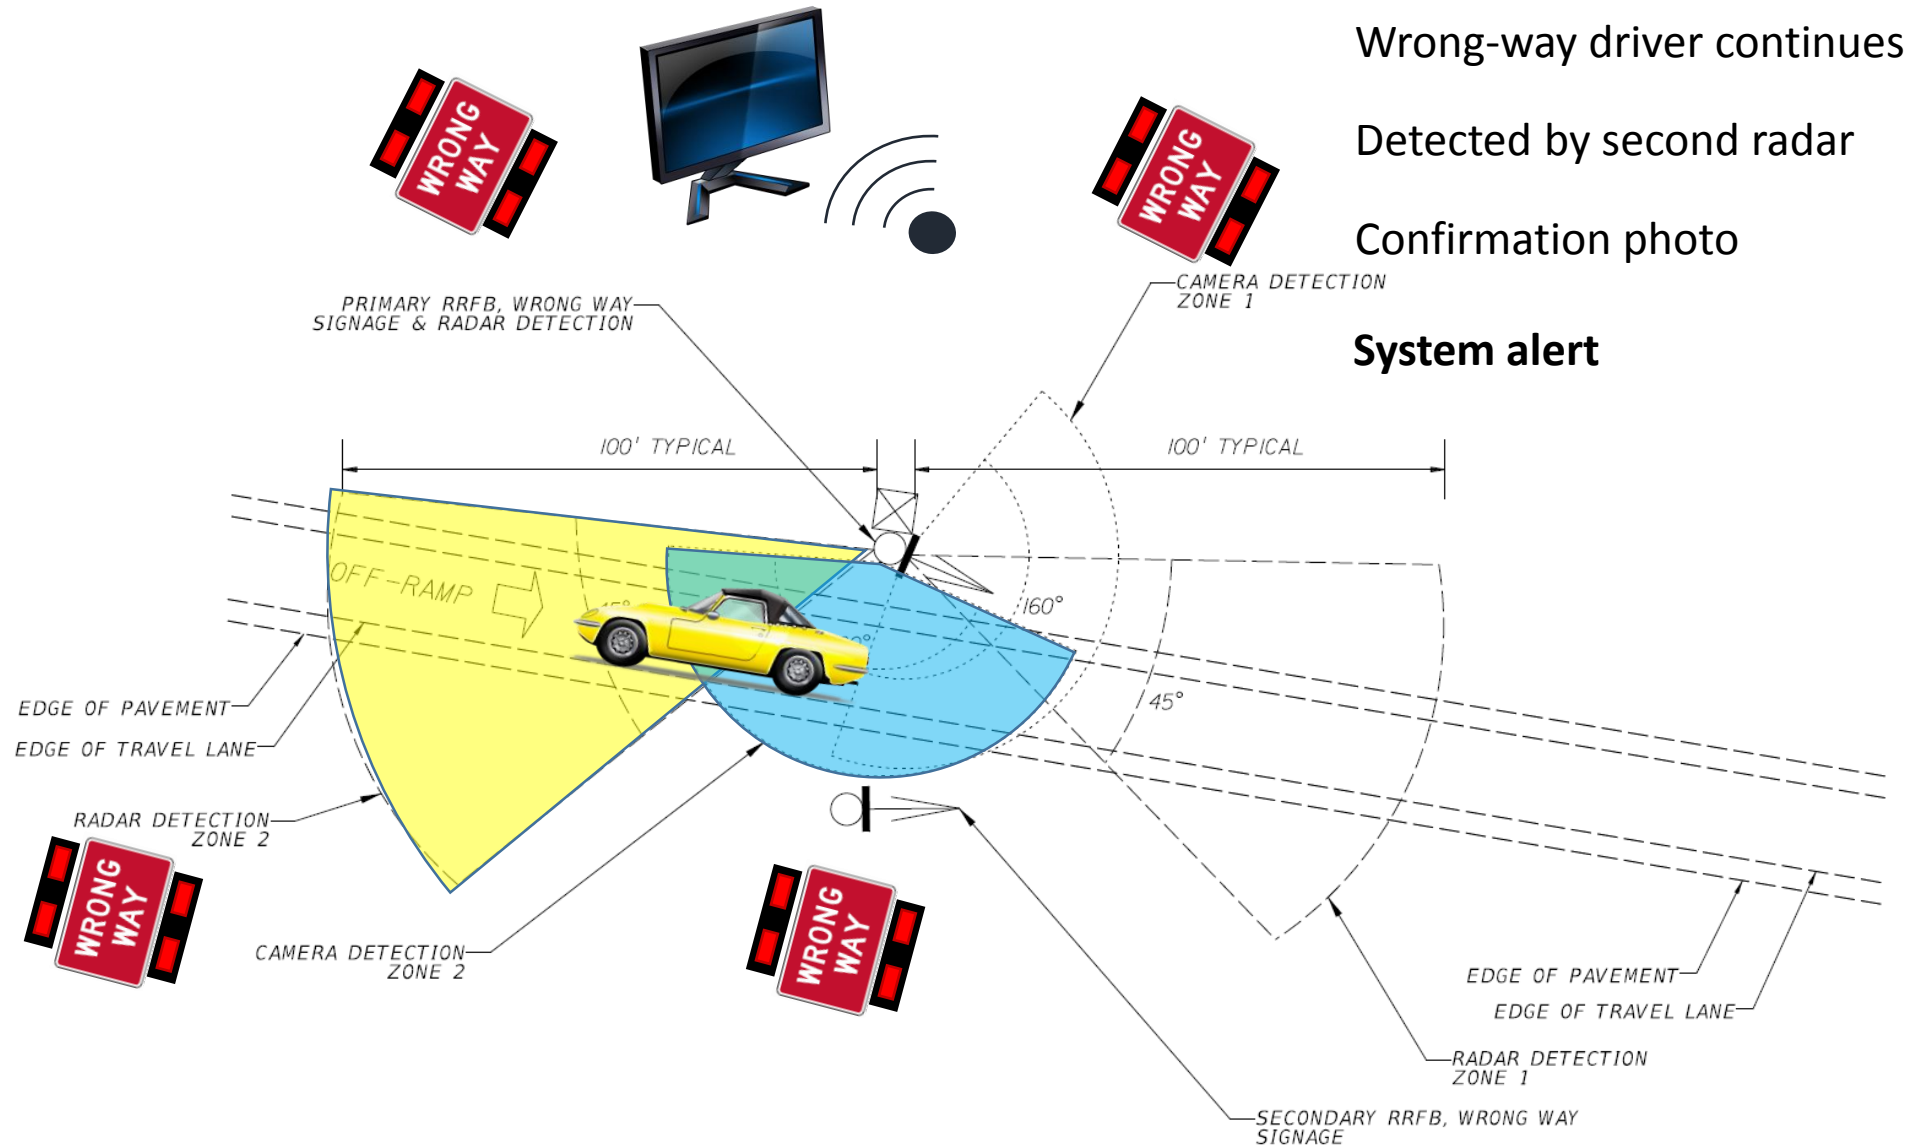 Wrong-way driver continues
WRONG
WAY
WRONG
WAY
Detected by second radar
Confirmation photo
CAMERA DETECTION
ZONE 1
PRIMARY RRFB, WRONG WAY
SIGNAGE & RADAR DETECTION
System alert
100' TYPICAL
100' TYPICAL
OFF-RAMP
160°
45°
EDGE OF PAVEMENT
EDGE OF TRAVEL LANE
RADAR DETECTION
ZONE 2
WRONG
WAY
WRONG
WAY
CAMERA DETECTION
ZONE 2
EDGE OF PAVEMENT
EDGE OF TRAVEL LANE
RADAR DETECTION
ZONE 1
SECONDARY RRFB, WRONG WAY
SIGNAGE